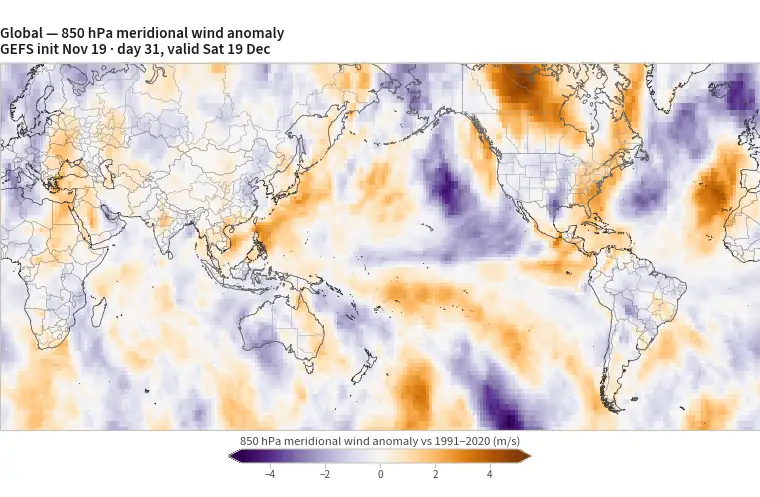 Global — 850 hPa meridional wind anomaly
GEFS init Nov 19 · day 31, valid Sat 19 Dec
850 hPa meridional wind anomaly vs 1991–2020 (m/s)
−4 −2 0 2 4